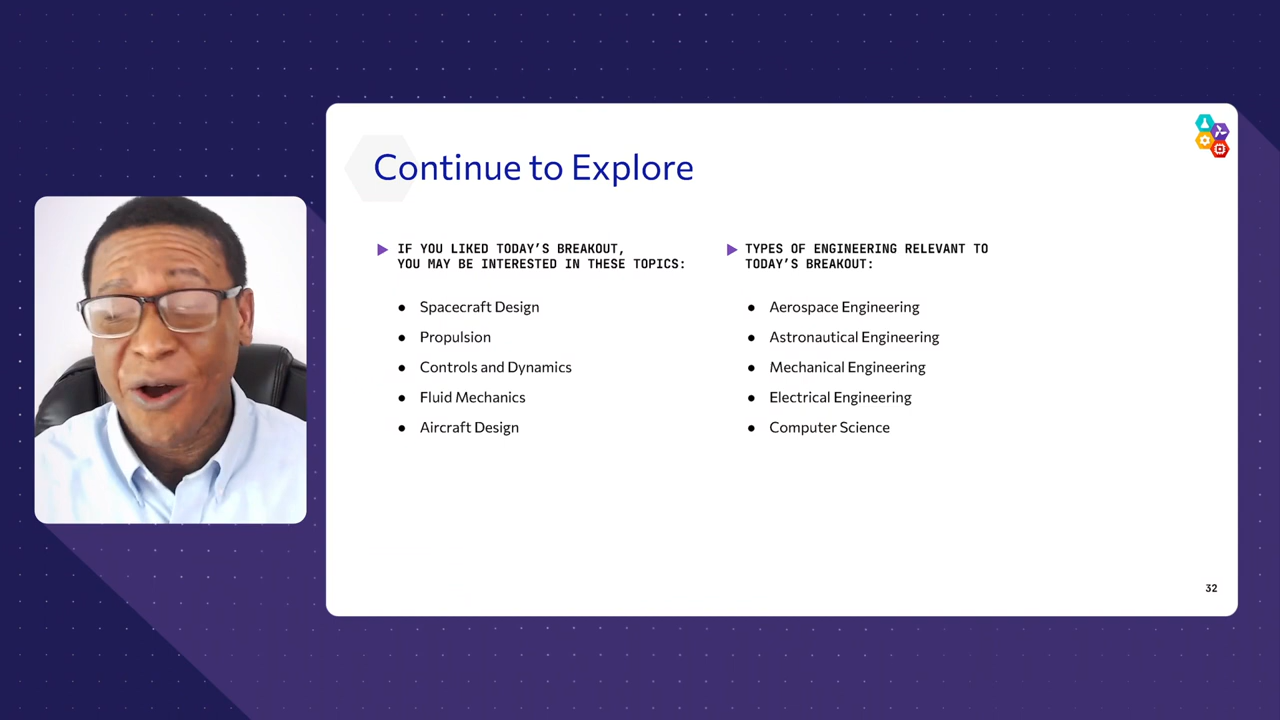 Continue to Explore
IF YOU LIKED TODAY’S BREAKOUT,
YOU MAY BE INTERESTED IN THESE TOPICS:
Spacecraft Design
Propulsion
Controls and Dynamics
Fluid Mechanics
Aircraft Design
TYPES OF ENGINEERING RELEVANT TO
TODAY’S BREAKOUT:
Aerospace Engineering
Astronautical Engineering
Mechanical Engineering
Electrical Engineering
Computer Science
32